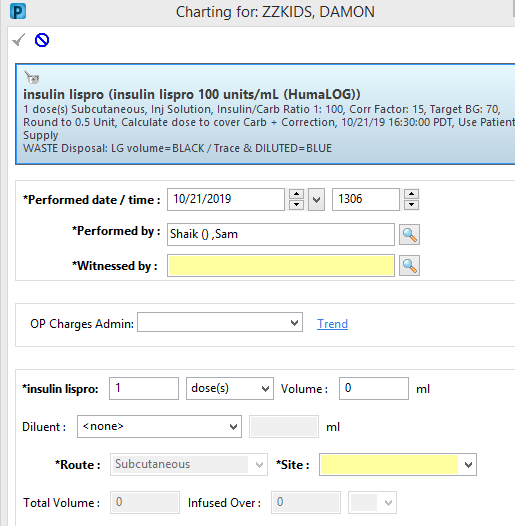 Charting for: ZZKIDS, DAMON
insulin lispro (insulin lispro 100 units/mL (HumaLOG))
1 dose(s) Subcutaneous, Inj Solution, Insulin/Carb Ratio 1: 100, Corr Factor: 15, Target BG: 70,
Round to 0.5 Unit, Calculate dose to cover Carb + Correction, 10/21/19 16:30:00 PDT, Use Patient
Supply
WASTE Disposal: LG volume=BLACK / Trace & DILUTED=BLUE
*Performed date / time : 10/21/2019 1306
*Performed by : Shaik () ,Sam
*Witnessed by :
OP Charges Admin: Trend
*insulin lispro: 1 dose(s) Volume : 0 ml
Diluent : <none> ml
*Route : Subcutaneous *Site :
Total Volume : 0 Infused Over : 0